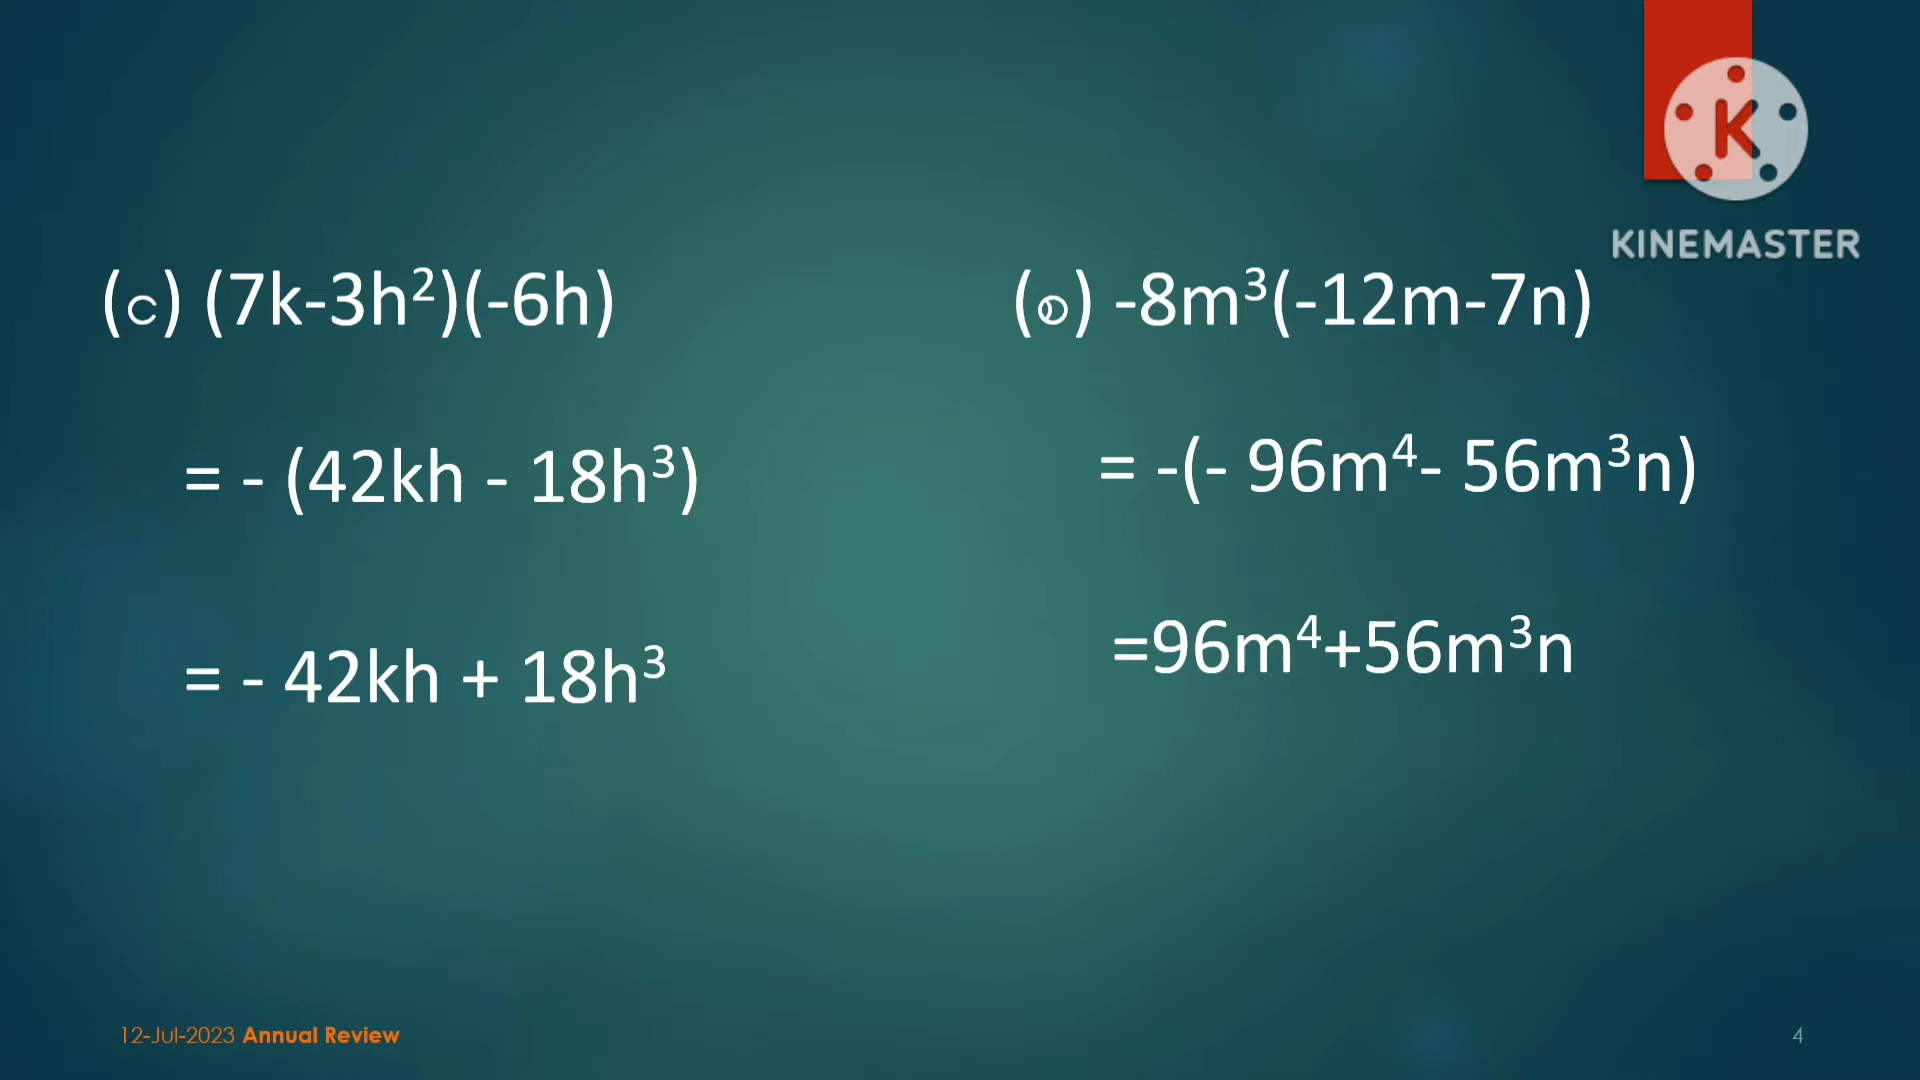 K
KINEMASTER
(c) (7k-3h²)(-6h)
= - (42kh - 18h³)
= - 42kh + 18h³
-8m³(-12m-7n)
= -(- 96m⁴- 56m³n)
=96m⁴+56m³n
12-Jul-2023 Annual Review
4